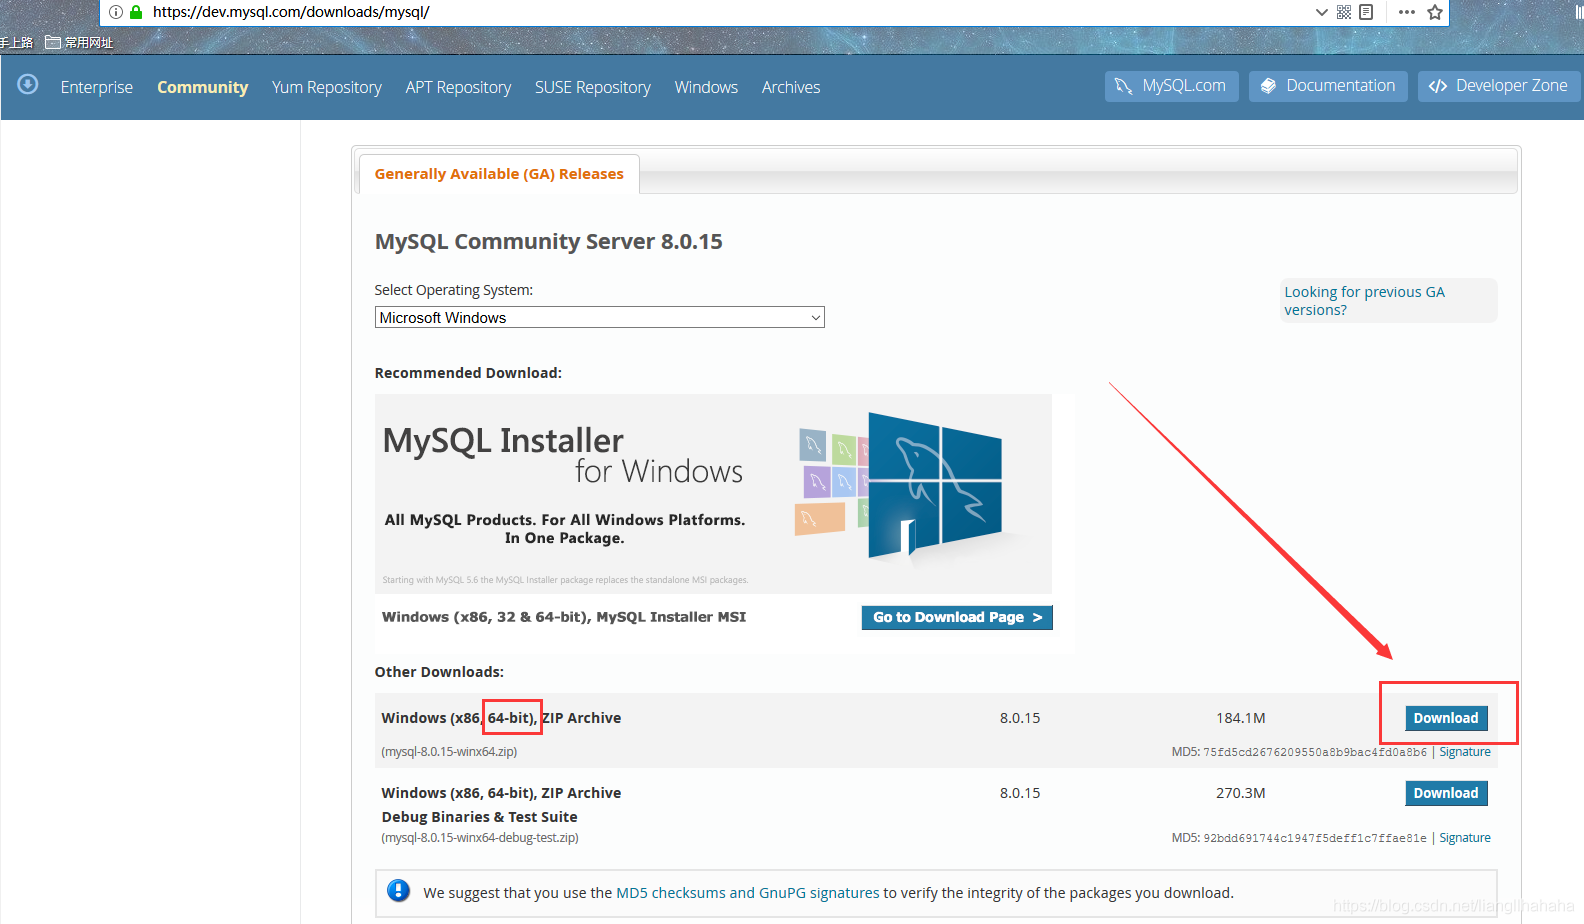 https://dev.mysql.com/downloads/mysql/
手上路 常用网址
Enterprise Community Yum Repository APT Repository SUSE Repository Windows Archives MySQL.com Documentation Developer Zone
Generally Available (GA) Releases
MySQL Community Server 8.0.15
Select Operating System:
Microsoft Windows
Looking for previous GA
versions?
Recommended Download:
MySQL Installer
for Windows
All MySQL Products. For All Windows Platforms.
In One Package.
Starting with MySQL 5.6 the MySQL Installer package replaces the standalone MSI packages.
Windows (x86, 32 & 64-bit), MySQL Installer MSI Go to Download Page >
Other Downloads:
Windows (x86, 64-bit), ZIP Archive 8.0.15 184.1M Download
(mysql-8.0.15-winx64.zip) MD5: 75fd5cd2676209550a8b9bac4fd0a8b6 | Signature
Windows (x86, 64-bit), ZIP Archive 8.0.15 270.3M Download
Debug Binaries & Test Suite
(mysql-8.0.15-winx64-debug-test.zip) MD5: 92bdd691744c1947f5deff1c7ffae81e | Signature
We suggest that you use the MD5 checksums and GnuPG signatures to verify the integrity of the packages you download.
https://blog.csdn.net/lianglihahaha